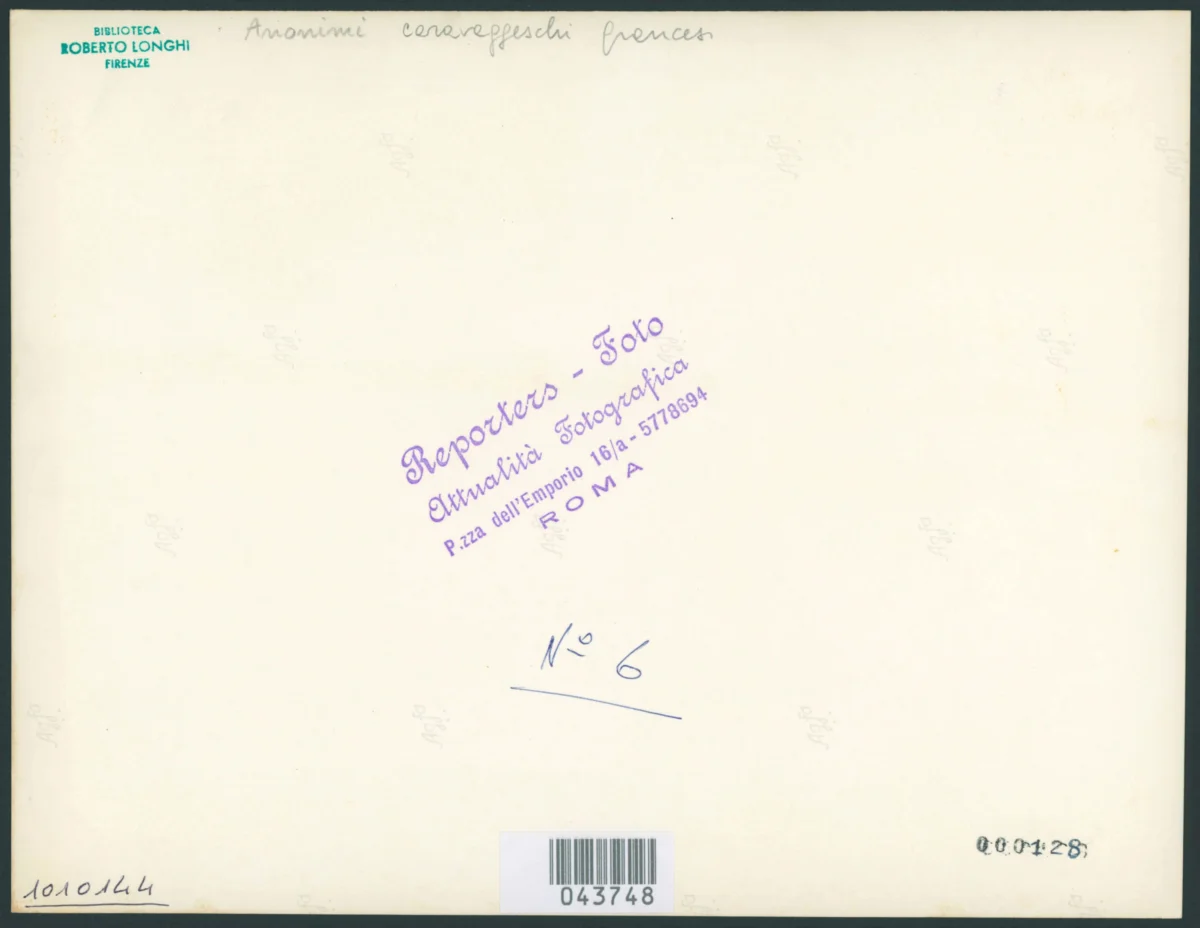 BIBLIOTECA
ROBERTO LONGHI
FIRENZE
Anonimi caravaggeschi francesi
Reporters - Foto
Attualità Fotografica
P.zza dell'Emporio 16/a - 5778694
ROMA
Nº 6
000128
1010144
043748